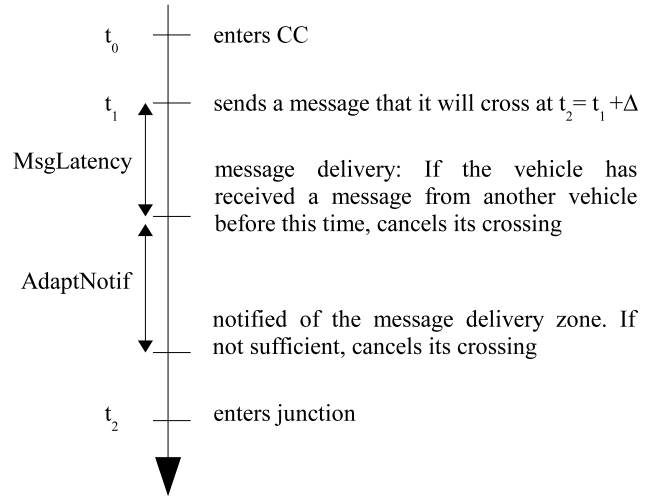 t0 enters CC
t1 sends a message that it will cross at t2= t1+Δ
MsgLatency
message delivery: If the vehicle has
received a message from another vehicle
before this time, cancels its crossing
AdaptNotif
notified of the message delivery zone. If
not sufficient, cancels its crossing
t2 enters junction